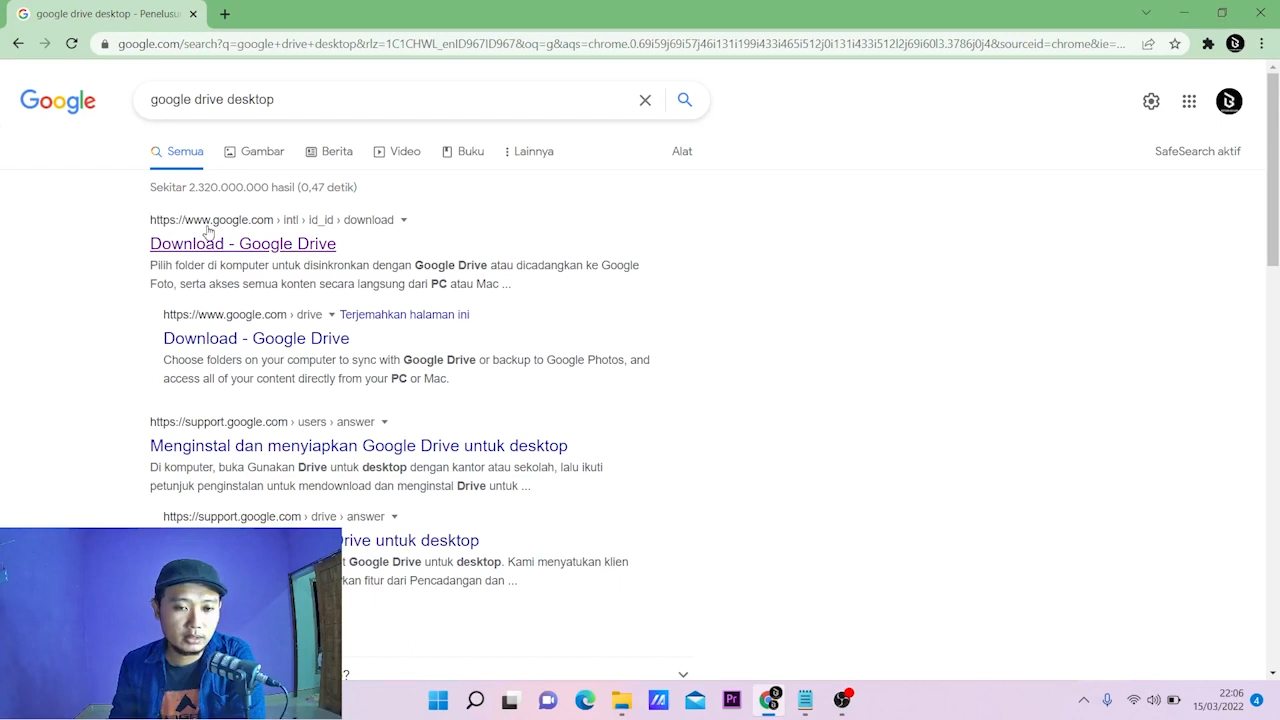 google drive desktop - Penelusu
google.com/search?q=google+drive+desktop&rlz=1C1CHWL_enID967ID967&oq=g&aqs=chrome.0.69i59j69i57j46i131i199i433i465i512j0i131i433i512l2j69i60l3.3786j0j4&sourceid=chrome&ie=...
Google
google drive desktop
Semua
Gambar
Berita
Video
Buku
Lainnya
Alat
SafeSearch aktif
Sekitar 2.320.000.000 hasil (0,47 detik)
https://www.google.com › intl › id_id › download
Download - Google Drive
Pilih folder di komputer untuk disinkronkan dengan Google Drive atau dicadangkan ke Google
Foto, serta akses semua konten secara langsung dari PC atau Mac ...
https://www.google.com › drive Terjemahkan halaman ini
Download - Google Drive
Choose folders on your computer to sync with Google Drive or backup to Google Photos, and
access all of your content directly from your PC or Mac.
https://support.google.com › users › answer
Menginstal dan menyiapkan Google Drive untuk desktop
Di komputer, buka Gunakan Drive untuk desktop dengan kantor atau sekolah, lalu ikuti
petunjuk penginstalan untuk mendownload dan menginstal Drive untuk ...
https://support.google.com › drive › answer
rive untuk desktop
t Google Drive untuk desktop. Kami menyatukan klien
kan fitur dari Pencadangan dan ...
?
Pr
22:06
15/03/2022
4